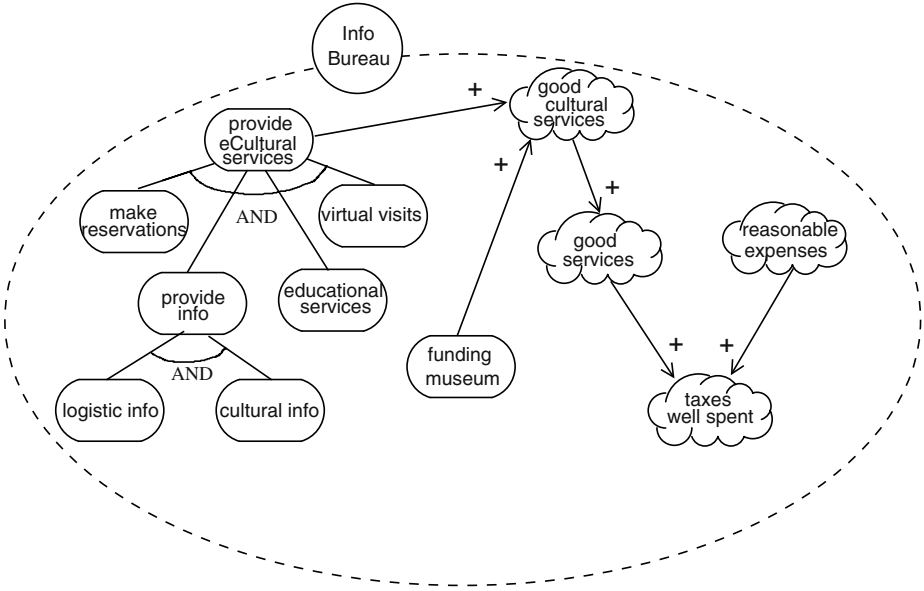 Info
Bureau
+
good
cultural
services
provide
eCultural
services
+
make
reservations
AND
virtual visits
+
good
services
reasonable
expenses
provide
info
educational
services
+
+
funding
museum
AND
logistic info
cultural info
taxes
well spent